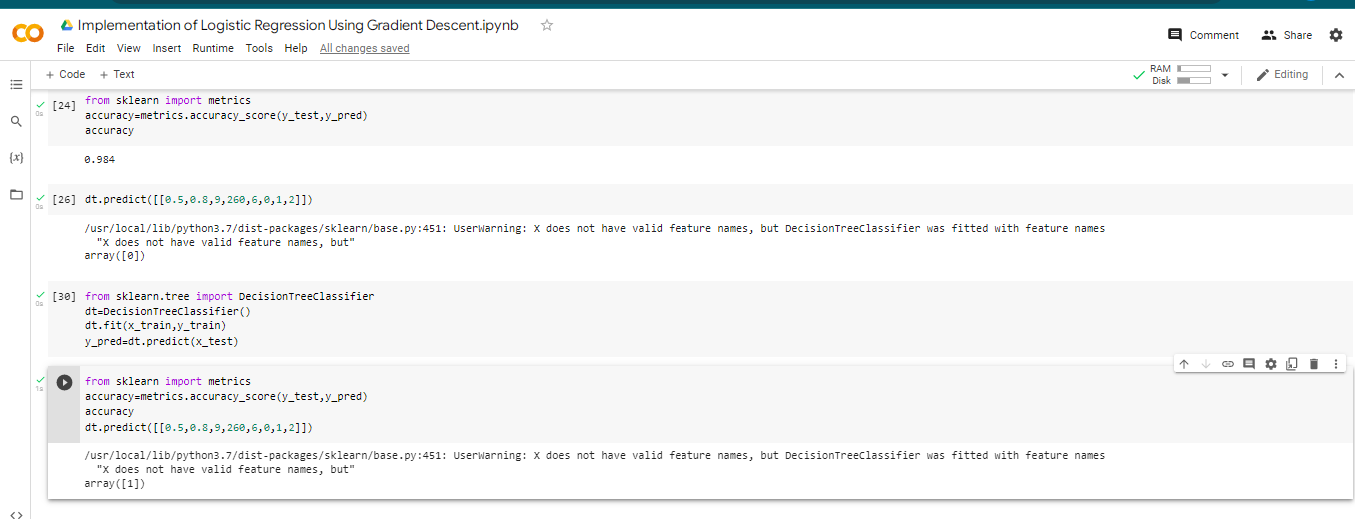 Implementation of Logistic Regression Using Gradient Descent.ipynb
File Edit View Insert Runtime Tools Help All changes saved
Comment Share
+ Code + Text
RAM
Disk
Editing
[24] from sklearn import metrics
0s
accuracy=metrics.accuracy_score(y_test,y_pred)
accuracy
0.984
[26] dt.predict([[0.5,0.8,9,260,6,0,1,2]])
0s
/usr/local/lib/python3.7/dist-packages/sklearn/base.py:451: UserWarning: X does not have valid feature names, but DecisionTreeClassifier was fitted with feature names
"X does not have valid feature names, but"
array([0])
[30] from sklearn.tree import DecisionTreeClassifier
0s
dt=DecisionTreeClassifier()
dt.fit(x_train,y_train)
y_pred=dt.predict(x_test)
from sklearn import metrics
1s
accuracy=metrics.accuracy_score(y_test,y_pred)
accuracy
dt.predict([[0.5,0.8,9,260,6,0,1,2]])
/usr/local/lib/python3.7/dist-packages/sklearn/base.py:451: UserWarning: X does not have valid feature names, but DecisionTreeClassifier was fitted with feature names
"X does not have valid feature names, but"
array([1])